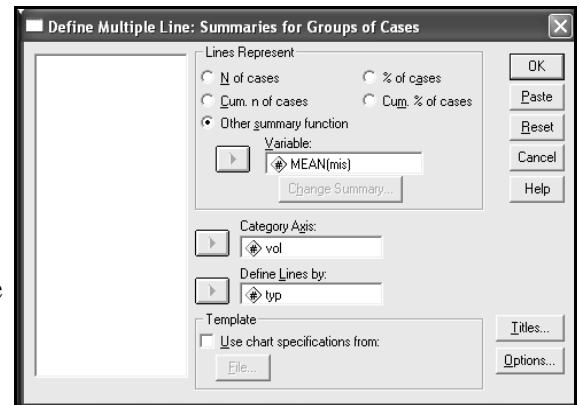 Define Multiple Line: Summaries for Groups of Cases
Lines Represent
N of cases
% of cases
Cum. n of cases
Cum. % of cases
Other summary function
Variable:
MEAN(mis)
Change Summary...
Category Axis:
vol
Define Lines by:
typ
Template
Use chart specifications from:
File...
OK
Paste
Reset
Cancel
Help
Titles...
Options...
e